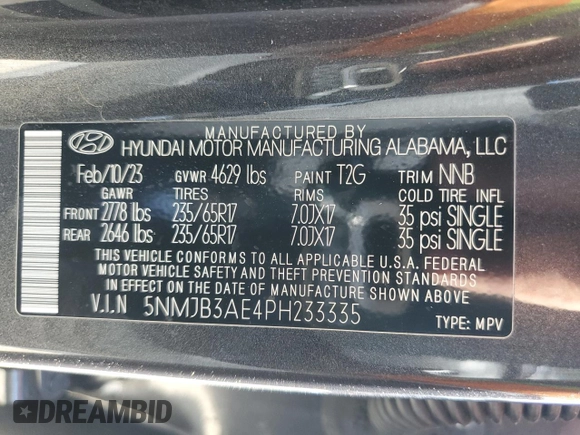 MANUFACTURED BY
HYUNDAI MOTOR MANUFACTURING ALABAMA, LLC
Feb/10/23 GVWR 4629 lbs PAINT T2G TRIM NNB
GAWR TIRES RIMS COLD TIRE INFL
FRONT 2778 lbs 235/65R17 7.0JX17 35 psi SINGLE
REAR 2646 lbs 235/65R17 7.0JX17 35 psi SINGLE
THIS VEHICLE CONFORMS TO ALL APPLICABLE U.S.A. FEDERAL
MOTOR VEHICLE SAFETY AND THEFT PREVENTION STANDARDS
IN EFFECT ON THE DATE OF MANUFACTURE SHOWN ABOVE.
V.I.N 5NMJB3AE4PH233335 TYPE: MPV
DREAMBID